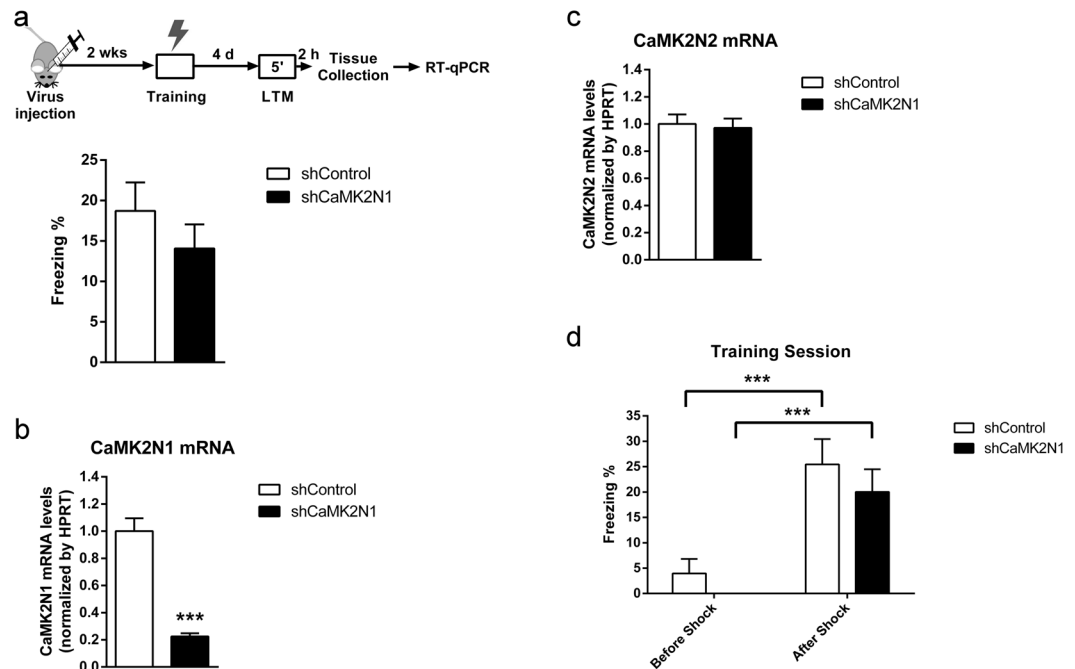 a
2 wks
4 d
5'
2 h
Tissue
Collection
RT-qPCR
Virus
injection
Training
LTM
25
20
15
10
5
0
Freezing %
shControl
shCaMK2N1
b
CaMK2N1 mRNA
1.4
1.2
1.0
0.8
0.6
0.4
0.2
0.0
CaMK2N1 mRNA levels
(normalized by HPRT)
***
shControl
shCaMK2N1
c
CaMK2N2 mRNA
1.4
1.2
1.0
0.8
0.6
0.4
0.2
0.0
CaMK2N2 mRNA levels
(normalized by HPRT)
shControl
shCaMK2N1
d
Training Session
***
***
35
30
25
20
15
10
5
0
Freezing %
shControl
shCaMK2N1
Before Shock
After Shock